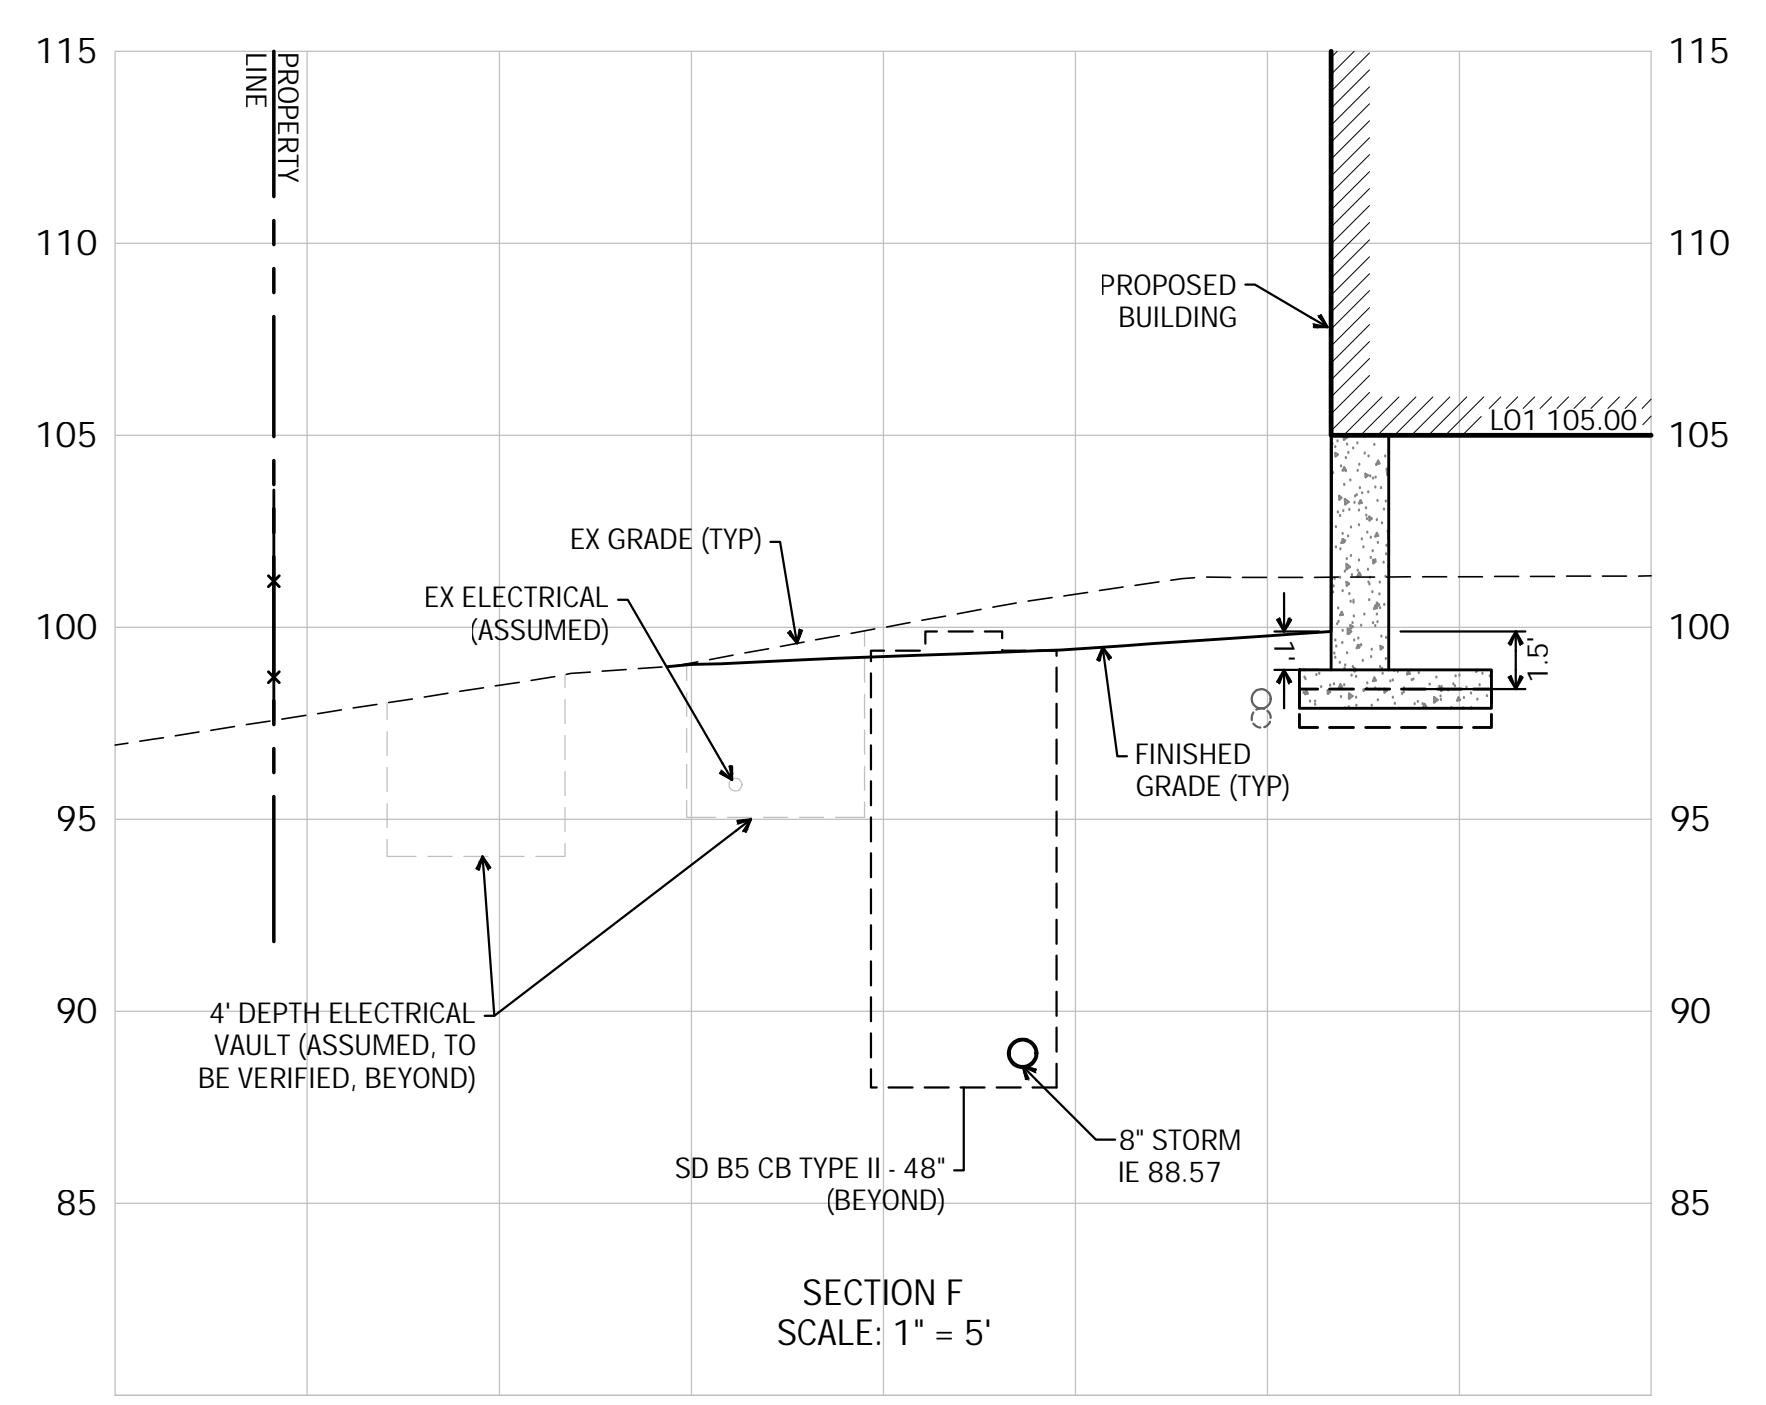 115
115
PROPERTY
LINE
110
110
PROPOSED
BUILDING
L01 105.00
105
105
EX GRADE (TYP)
EX ELECTRICAL
(ASSUMED)
100
100
1'
1.5'
FINISHED
GRADE (TYP)
95
95
4' DEPTH ELECTRICAL
VAULT (ASSUMED, TO
BE VERIFIED, BEYOND)
90
90
8" STORM
IE 88.57
SD B5 CB TYPE II - 48"
(BEYOND)
85
85
SECTION F
SCALE: 1" = 5'